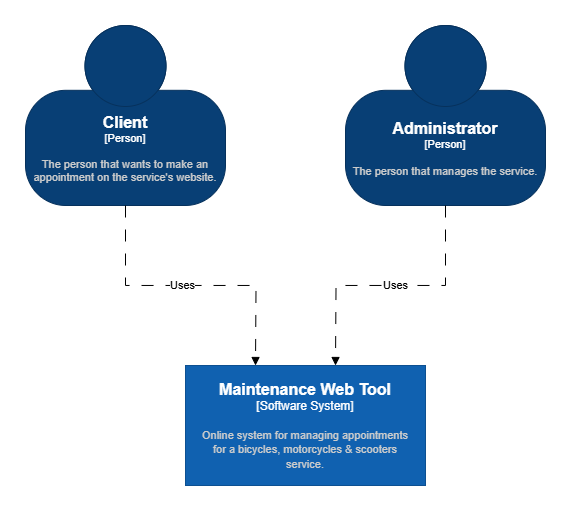 Client
[Person]
The person that wants to make an
appointment on the service's website.
Administrator
[Person]
The person that manages the service.
Uses
Uses
Maintenance Web Tool
[Software System]
Online system for managing appointments
for a bicycles, motorcycles & scooters
service.